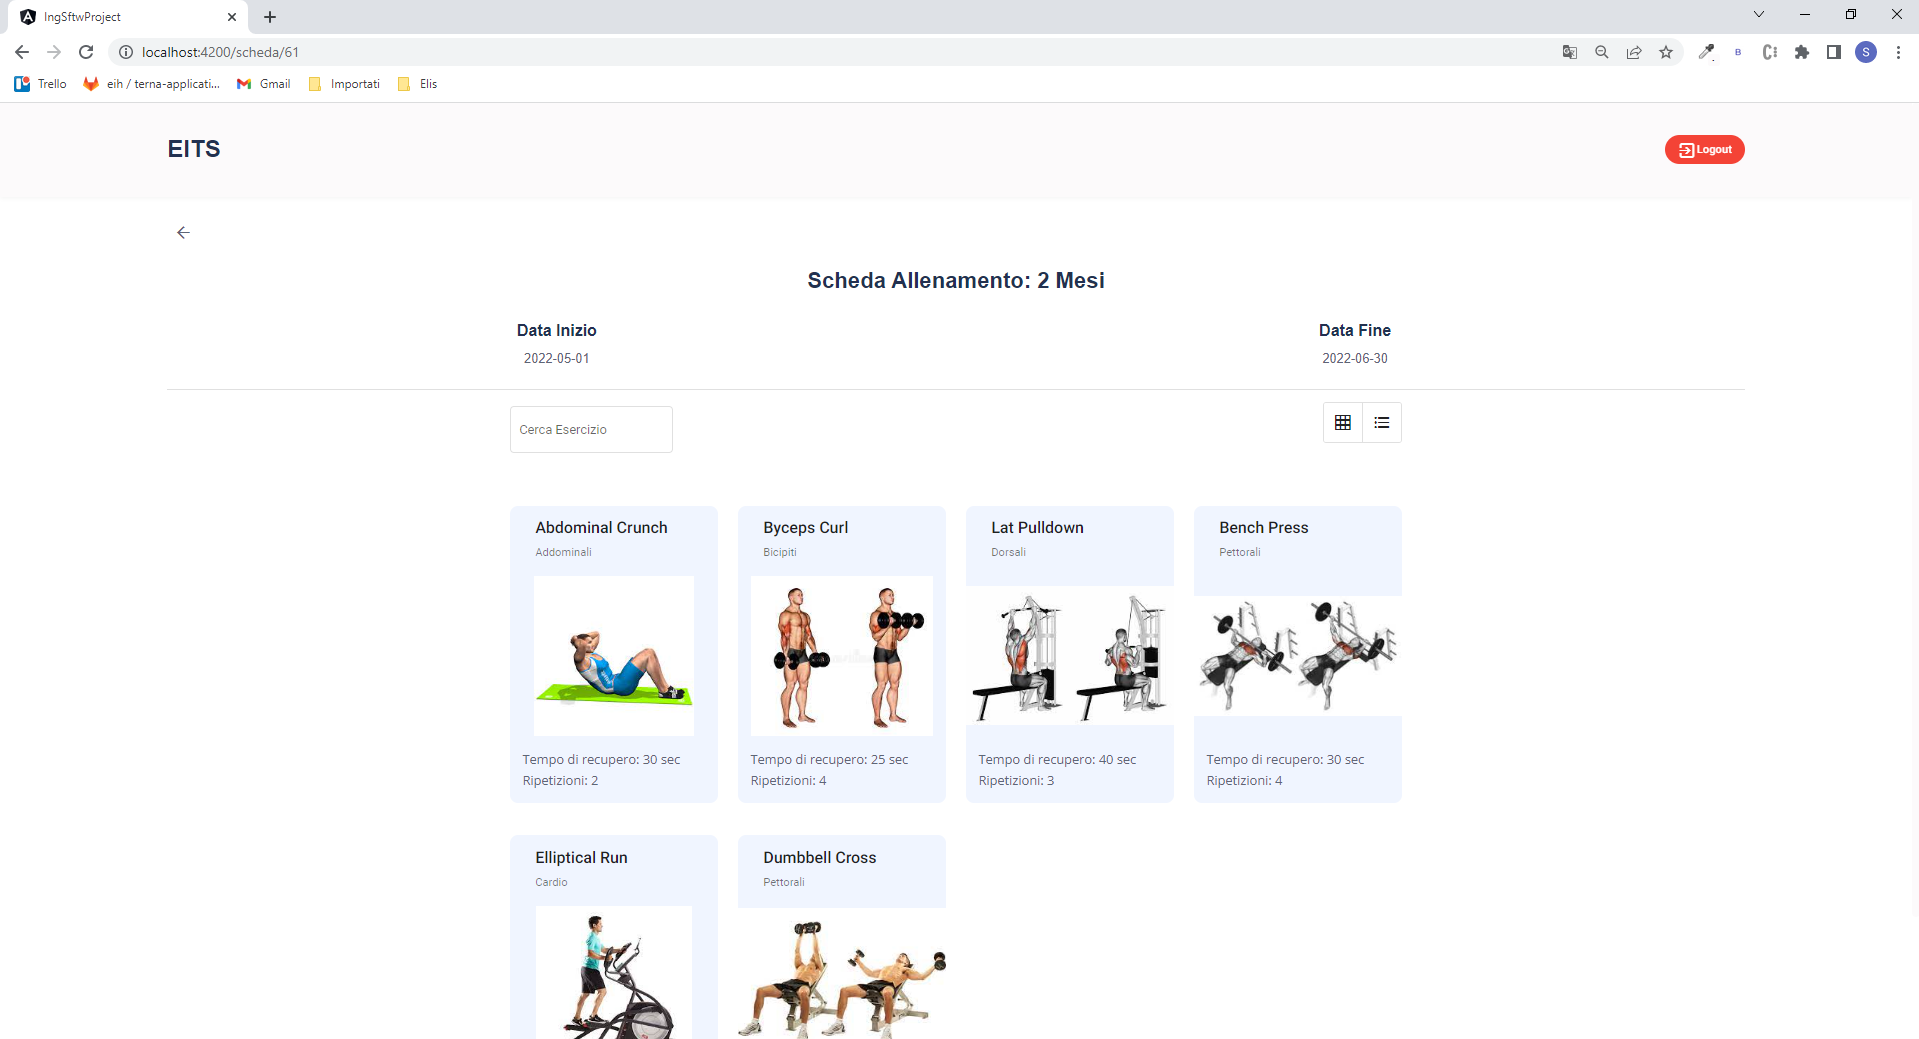 IngSftwProject
localhost:4200/scheda/61
Trello
eih / terna-applicati...
Gmail
Importati
Elis
S
EITS
Logout
Scheda Allenamento: 2 Mesi
Data Inizio
Data Fine
2022-05-01
2022-06-30
Cerca Esercizio
Abdominal Crunch
Addominali
Byceps Curl
Bicipiti
Lat Pulldown
Dorsali
Bench Press
Pettorali
Tempo di recupero: 30 sec
Ripetizioni: 2
Tempo di recupero: 25 sec
Ripetizioni: 4
Tempo di recupero: 40 sec
Ripetizioni: 3
Tempo di recupero: 30 sec
Ripetizioni: 4
Elliptical Run
Cardio
Dumbbell Cross
Pettorali